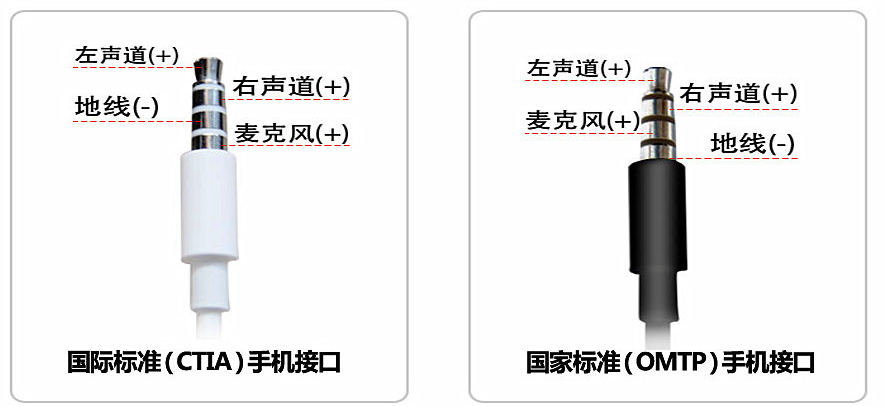 左声道(+)
右声道(+)
地线(-)
麦克风(+)
国际标准(CTIA)手机接口
左声道(+)
右声道(+)
麦克风(+)
地线(-)
国家标准(OMTP)手机接口